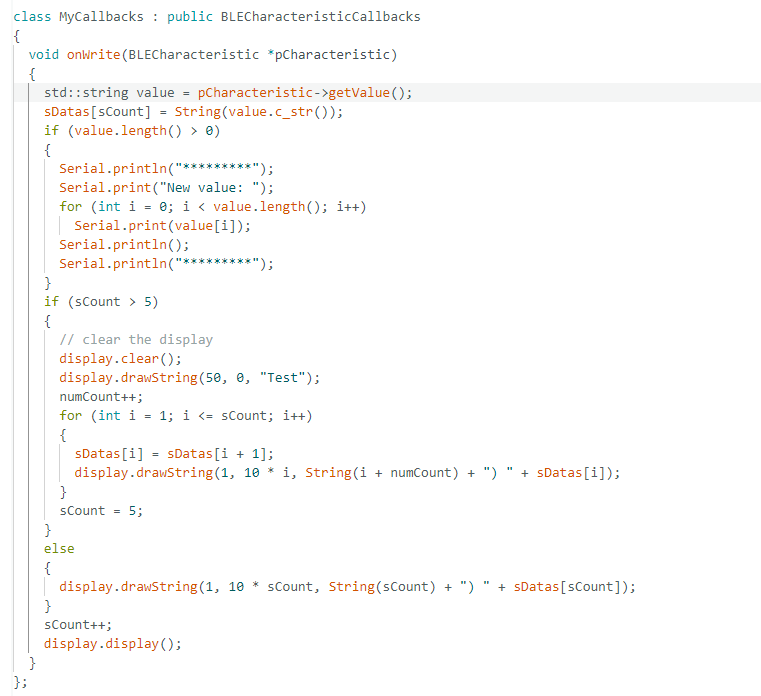 class MyCallbacks : public BLECharacteristicCallbacks
{
  void onWrite(BLECharacteristic *pCharacteristic)
  {
    std::string value = pCharacteristic->getValue();
    sDatas[sCount] = String(value.c_str());
    if (value.length() > 0)
    {
      Serial.println("*********");
      Serial.print("New value: ");
      for (int i = 0; i < value.length(); i++)
        Serial.print(value[i]);
      Serial.println();
      Serial.println("*********");
    }
    if (sCount > 5)
    {
      // clear the display
      display.clear();
      display.drawString(50, 0, "Test");
      numCount++;
      for (int i = 1; i <= sCount; i++)
      {
        sDatas[i] = sDatas[i + 1];
        display.drawString(1, 10 * i, String(i + numCount) + ") " + sDatas[i]);
      }
      sCount = 5;
    }
    else
    {
      display.drawString(1, 10 * sCount, String(sCount) + ") " + sDatas[sCount]);
    }
    sCount++;
    display.display();
  }
};